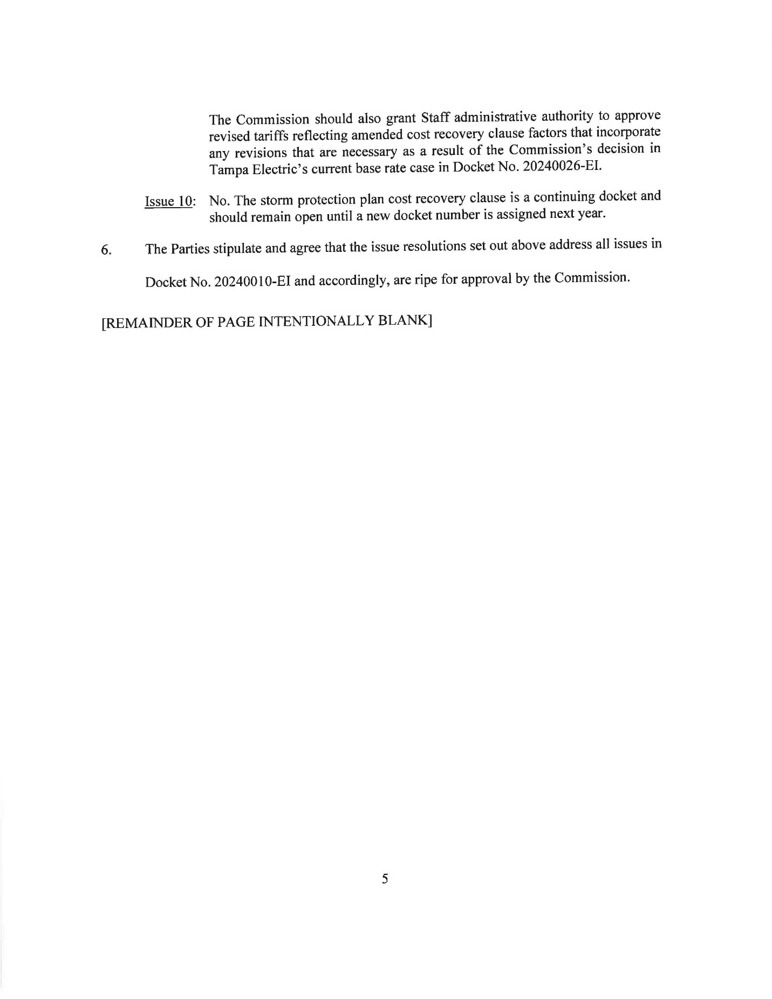 The Commission should also grant Staff administrative authority to approve
revised tariffs reflecting amended cost recovery clause factors that incorporate
any revisions that are necessary as a result of the Commission's decision in
Tampa Electric's current base rate case in Docket No. 20240026-EI.
Issue 10: No. The storm protection plan cost recovery clause is a continuing docket and
should remain open until a new docket number is assigned next year.
6. The Parties stipulate and agree that the issue resolutions set out above address all issues in
Docket No. 20240010-EI and accordingly, are ripe for approval by the Commission.
[REMAINDER OF PAGE INTENTIONALLY BLANK]
5